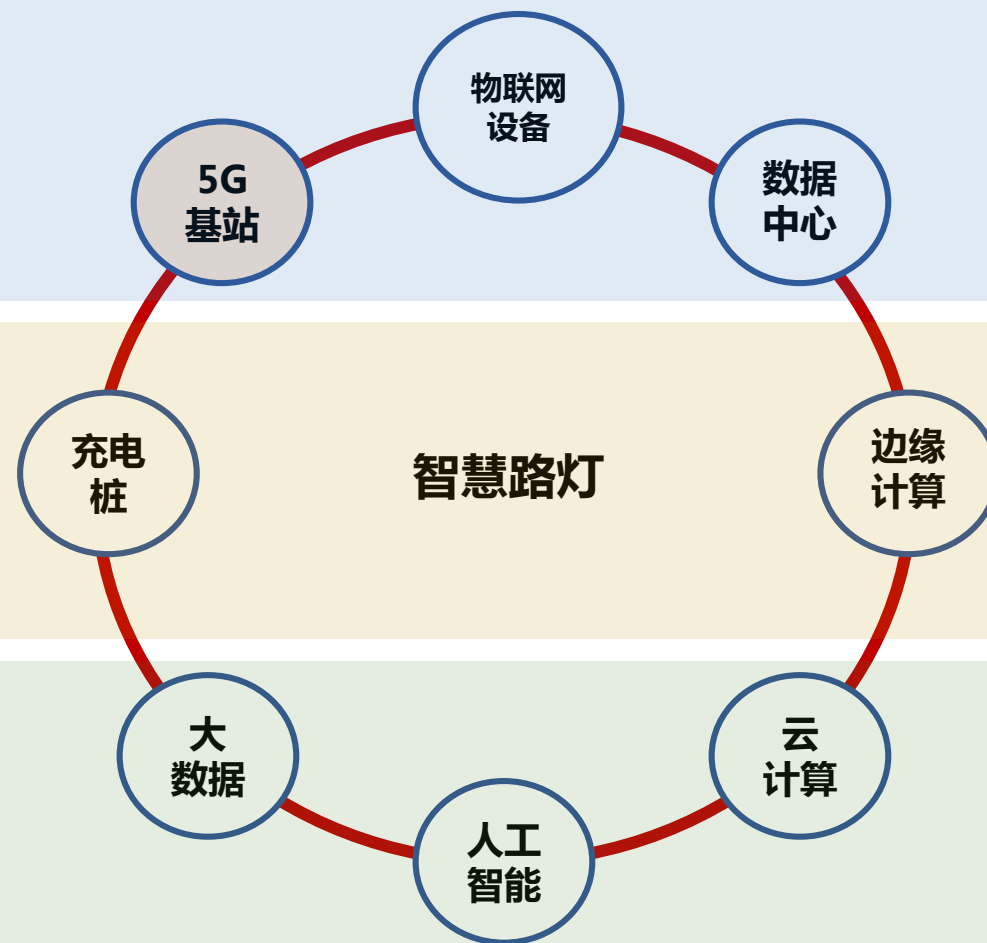 物联网
设备
5G
基站
数据
中心
充电
桩
智慧路灯
边缘
计算
大
数据
云
计算
人工
智能